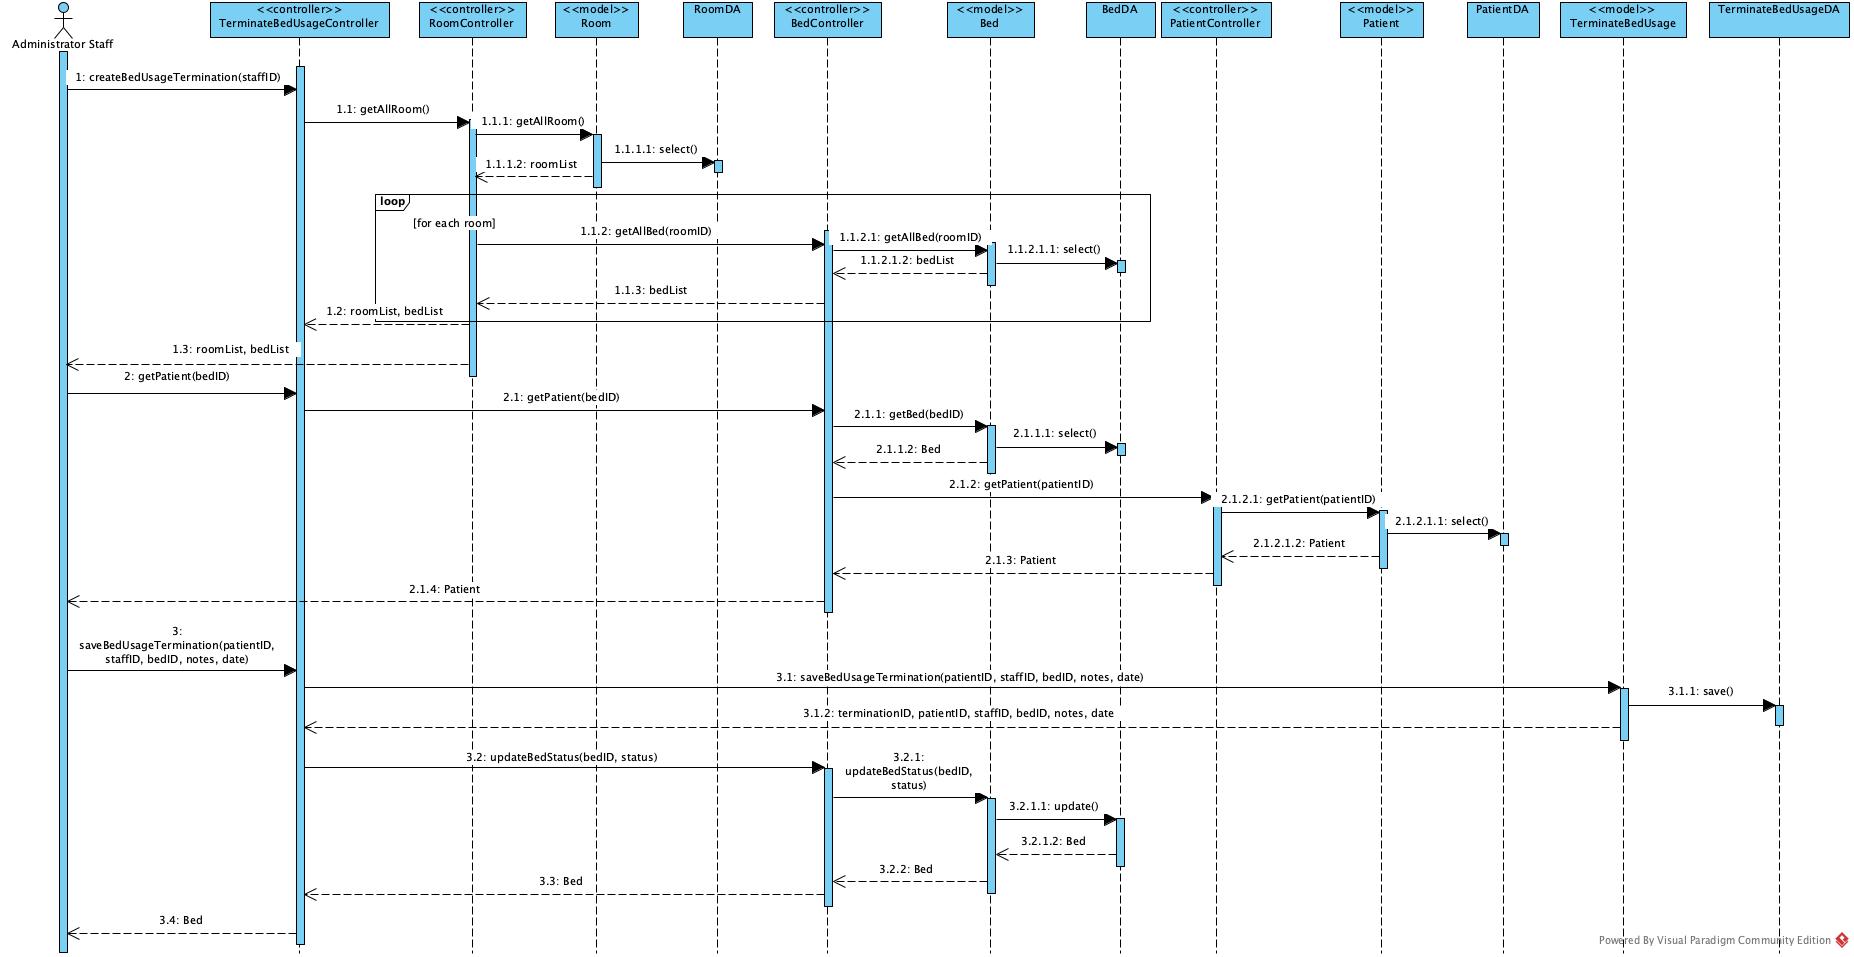 <<controller>>
TerminateBedUsageController
<<controller>>
RoomController
<<model>>
Room
RoomDA
<<controller>>
BedController
<<model>>
Bed
BedDA
<<controller>>
PatientController
<<model>>
Patient
PatientDA
<<model>>
TerminateBedUsage
TerminateBedUsageDA
Administrator Staff
1: createBedUsageTermination(staffID)
1.1: getAllRoom()
1.1.1: getAllRoom()
1.1.1.1: select()
1.1.1.2: roomList
loop
[for each room]
1.1.2: getAllBed(roomID)
1.1.2.1: getAllBed(roomID)
1.1.2.1.1: select()
1.1.2.1.2: bedList
1.1.3: bedList
1.2: roomList, bedList
1.3: roomList, bedList
2: getPatient(bedID)
2.1: getPatient(bedID)
2.1.1: getBed(bedID)
2.1.1.1: select()
2.1.1.2: Bed
2.1.2: getPatient(patientID)
2.1.2.1: getPatient(patientID)
2.1.2.1.1: select()
2.1.2.1.2: Patient
2.1.3: Patient
2.1.4: Patient
3:
saveBedUsageTermination(patientID,
staffID, bedID, notes, date)
3.1: saveBedUsageTermination(patientID, staffID, bedID, notes, date)
3.1.1: save()
3.1.2: terminationID, patientID, staffID, bedID, notes, date
3.2: updateBedStatus(bedID, status)
3.2.1:
updateBedStatus(bedID,
status)
3.2.1.1: update()
3.2.1.2: Bed
3.2.2: Bed
3.3: Bed
3.4: Bed
Powered By Visual Paradigm Community Edition